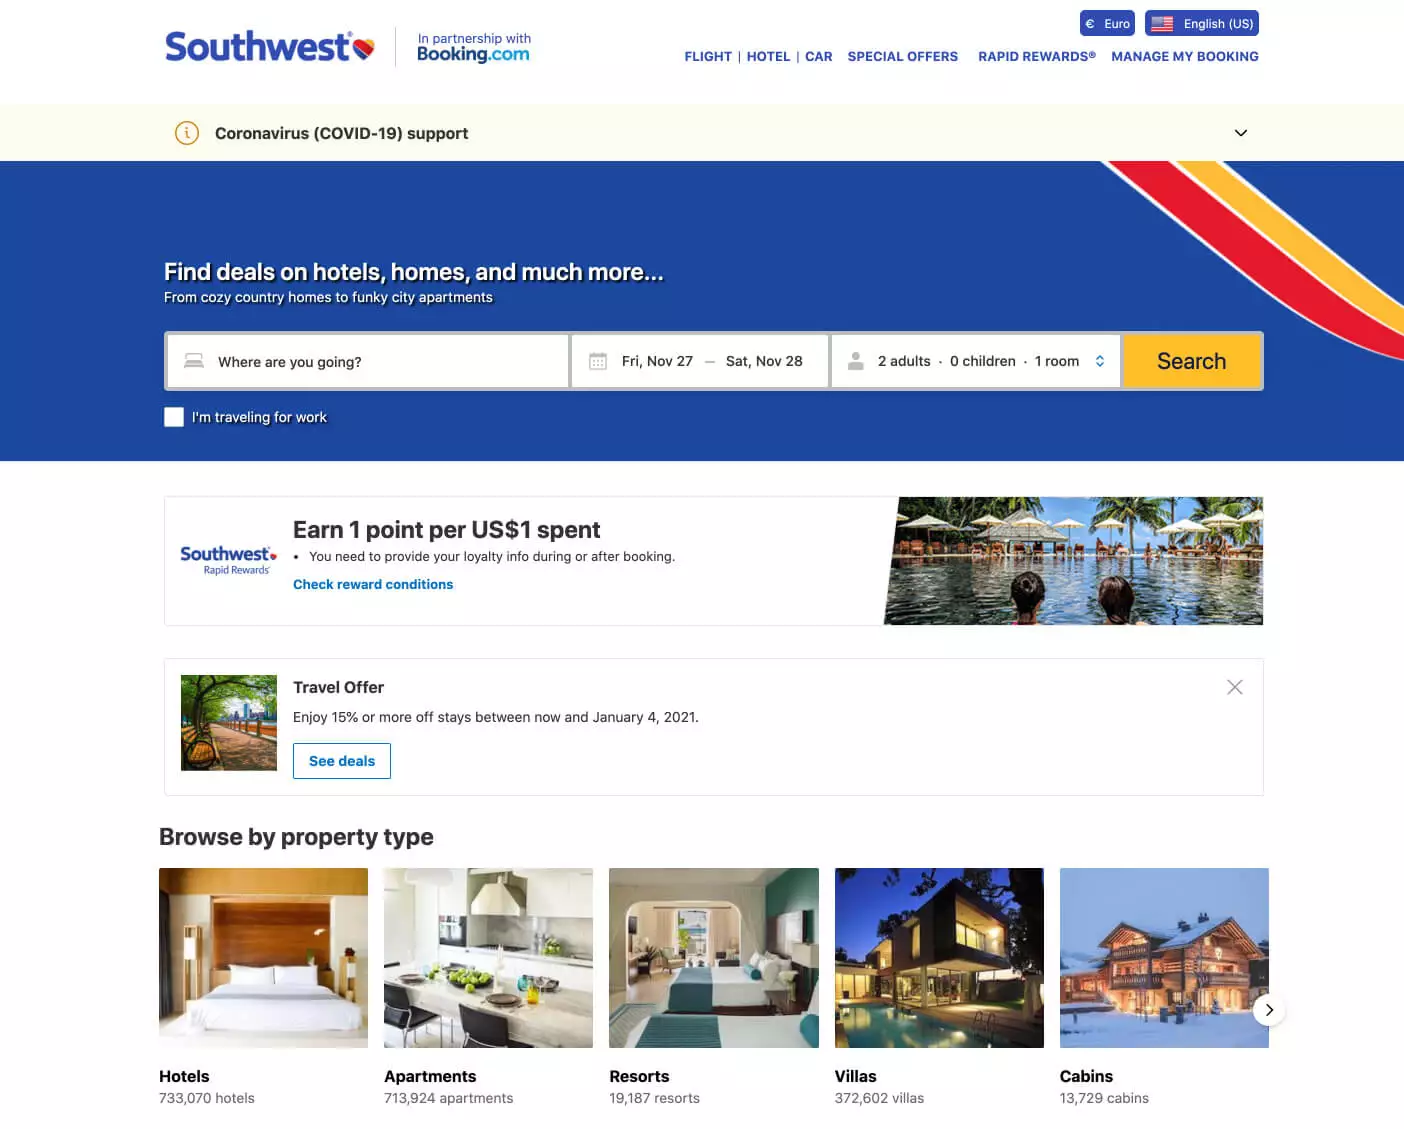 Southwest®
In partnership with
Booking.com
€ Euro
English (US)
FLIGHT | HOTEL | CAR SPECIAL OFFERS RAPID REWARDS® MANAGE MY BOOKING
Coronavirus (COVID-19) support
Find deals on hotels, homes, and much more...
From cozy country homes to funky city apartments
Where are you going?
Fri, Nov 27 — Sat, Nov 28
2 adults · 0 children · 1 room
Search
I'm traveling for work
Southwest®
Rapid Rewards®
Earn 1 point per US$1 spent
• You need to provide your loyalty info during or after booking.
Check reward conditions
Travel Offer
Enjoy 15% or more off stays between now and January 4, 2021.
See deals
Browse by property type
Hotels
733,070 hotels
Apartments
713,924 apartments
Resorts
19,187 resorts
Villas
372,602 villas
Cabins
13,729 cabins